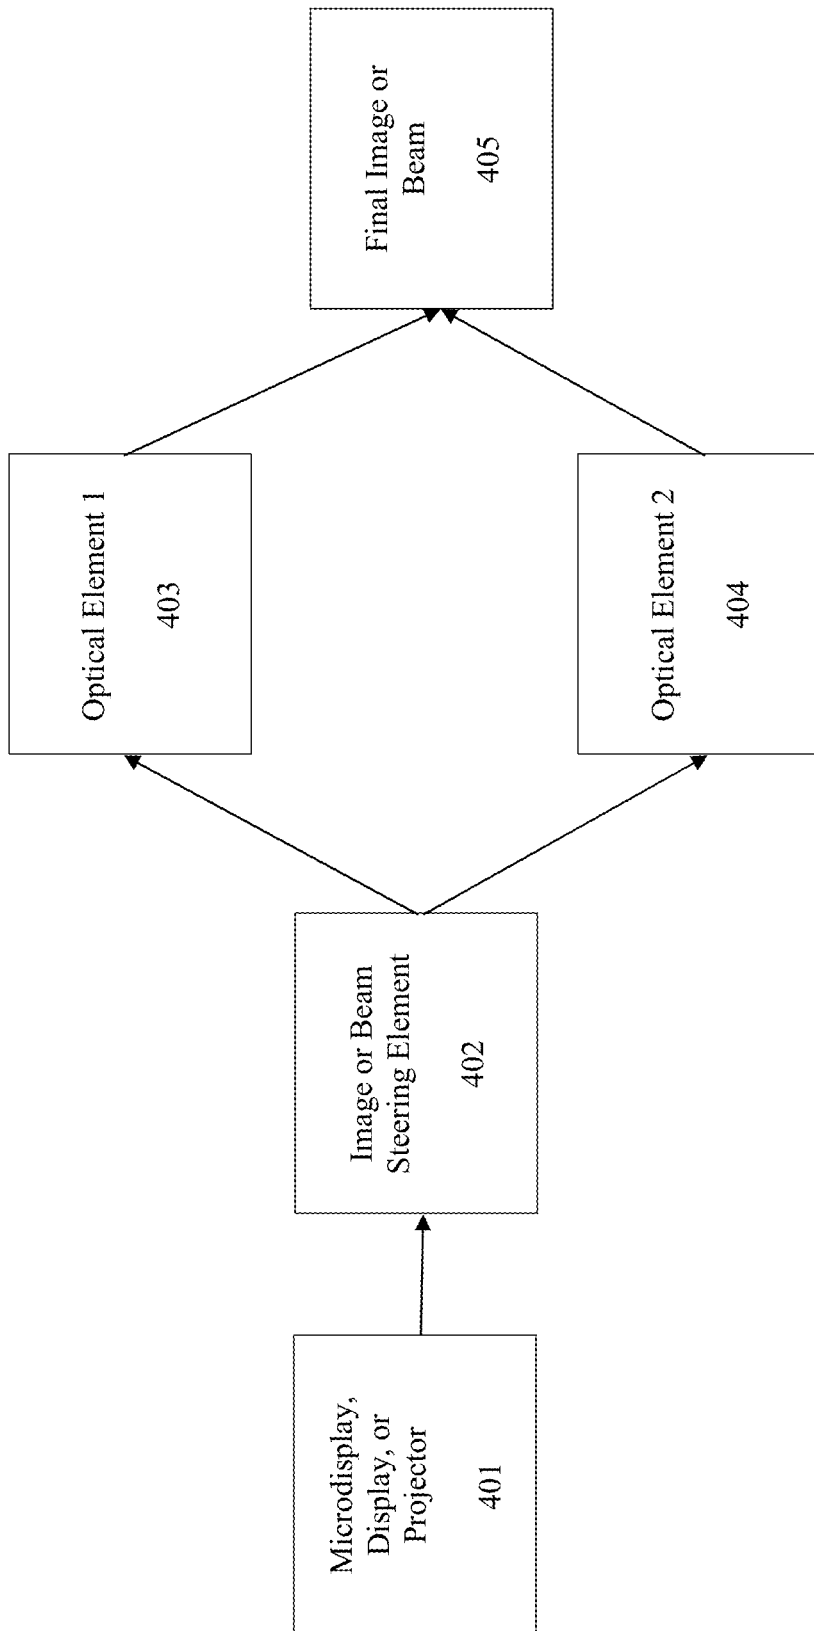 Microdisplay,
Display, or
Projector
401
Image or Beam
Steering Element
402
Optical Element 1
403
Optical Element 2
404
Final Image or
Beam
405